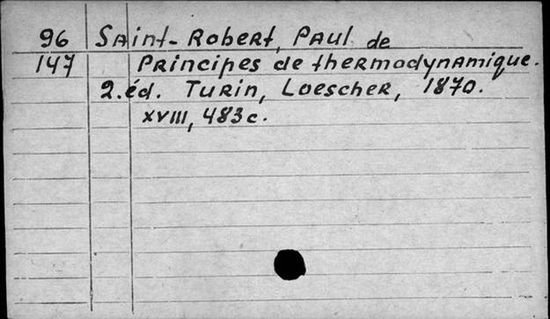 96 Saint-Robert, Paul de
147 Principes de thermodynamique.
2.éd. Turin, Loescher, 1870.
XVIII, 483c.